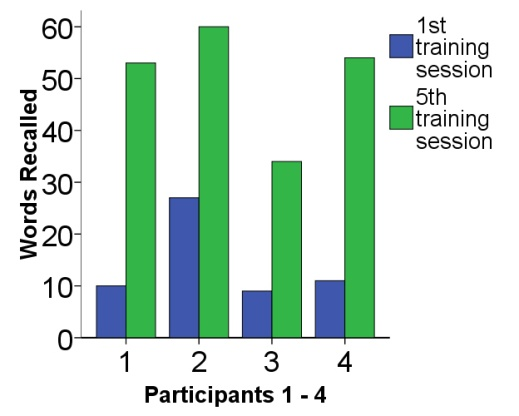 60
50
40
30
20
10
0
Words Recalled
1 2 3 4
Participants 1 - 4
1st
training
session
5th
training
session